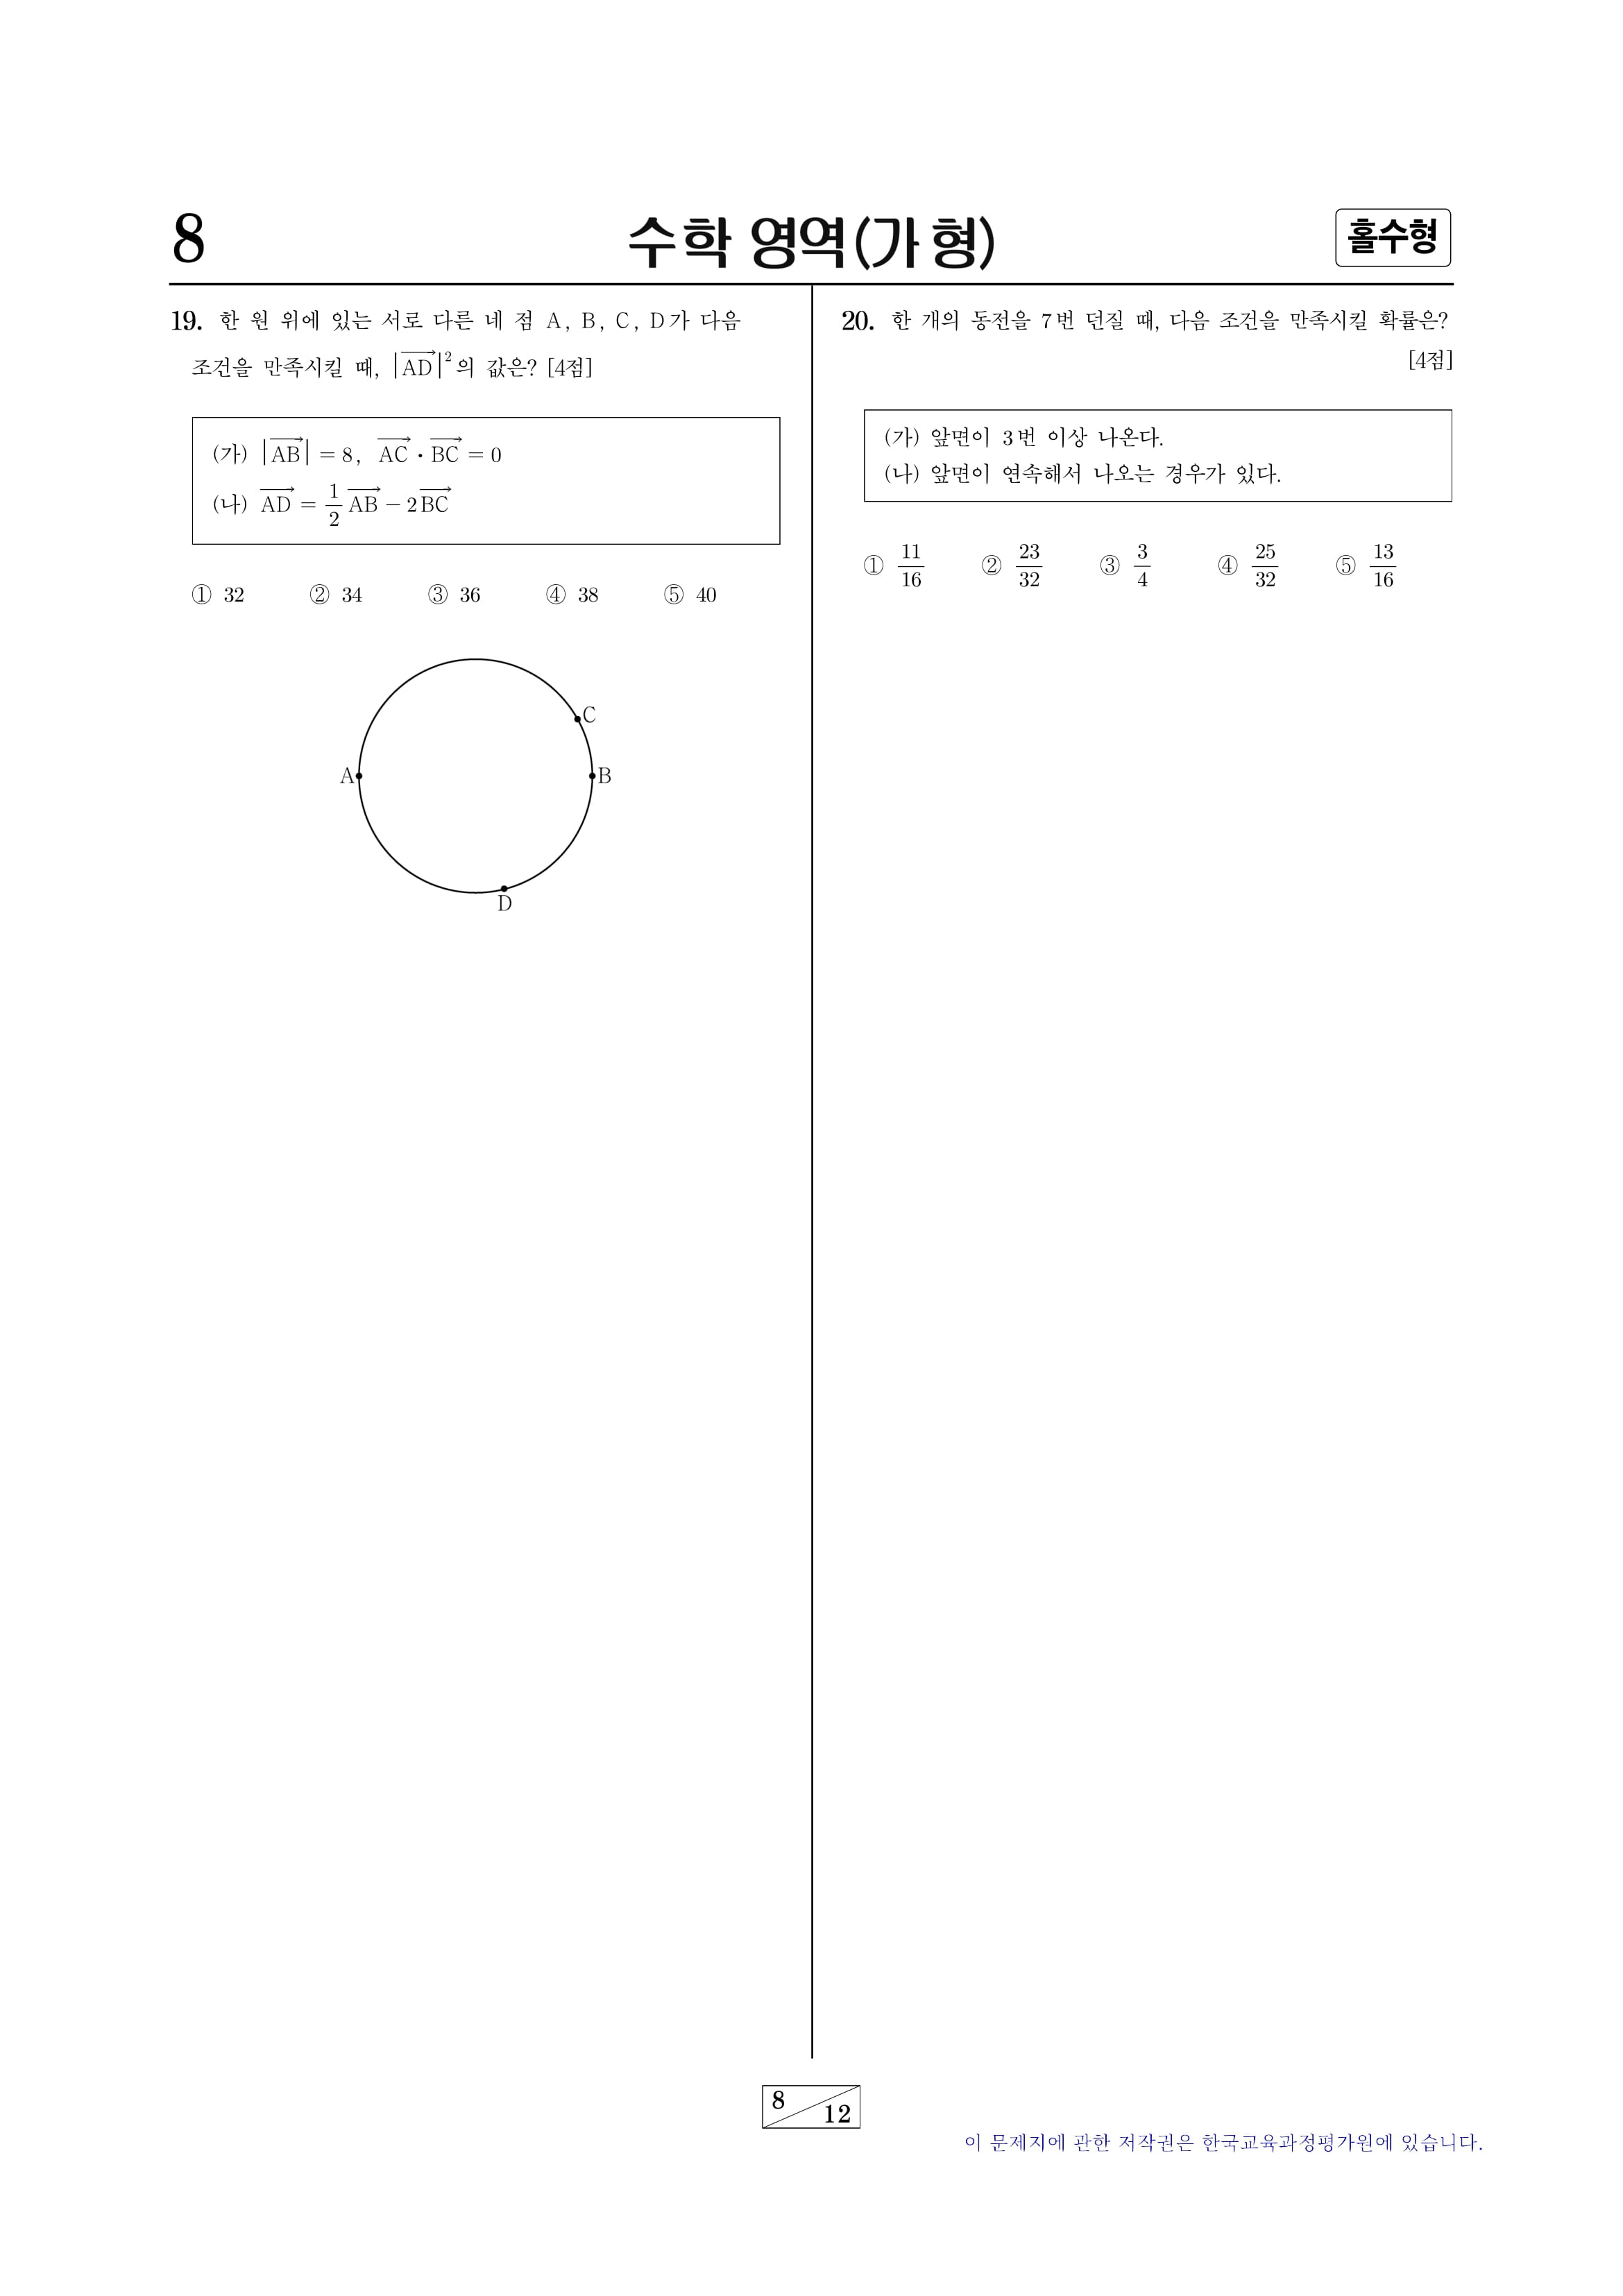 8
수학 영역(가 형)
홀수형
19. 한 원 위에 있는 서로 다른 네 점 A, B, C, D가 다음
조건을 만족시킬 때, |$\overrightarrow{AD}$|²의 값은? [4점]
(가) |$\overrightarrow{AB}$| = 8, $\overrightarrow{AC}$ · $\overrightarrow{BC}$ = 0
(나) $\overrightarrow{AD}$ = $\frac{1}{2}$ $\overrightarrow{AB}$ − 2$\overrightarrow{BC}$
① 32 ② 34 ③ 36 ④ 38 ⑤ 40
C
A
B
D
20. 한 개의 동전을 7번 던질 때, 다음 조건을 만족시킬 확률은?
[4점]
(가) 앞면이 3번 이상 나온다.
(나) 앞면이 연속해서 나오는 경우가 있다.
① $\frac{11}{16}$ ② $\frac{23}{32}$ ③ $\frac{3}{4}$ ④ $\frac{25}{32}$ ⑤ $\frac{13}{16}$
8
12
이 문제지에 관한 저작권은 한국교육과정평가원에 있습니다.